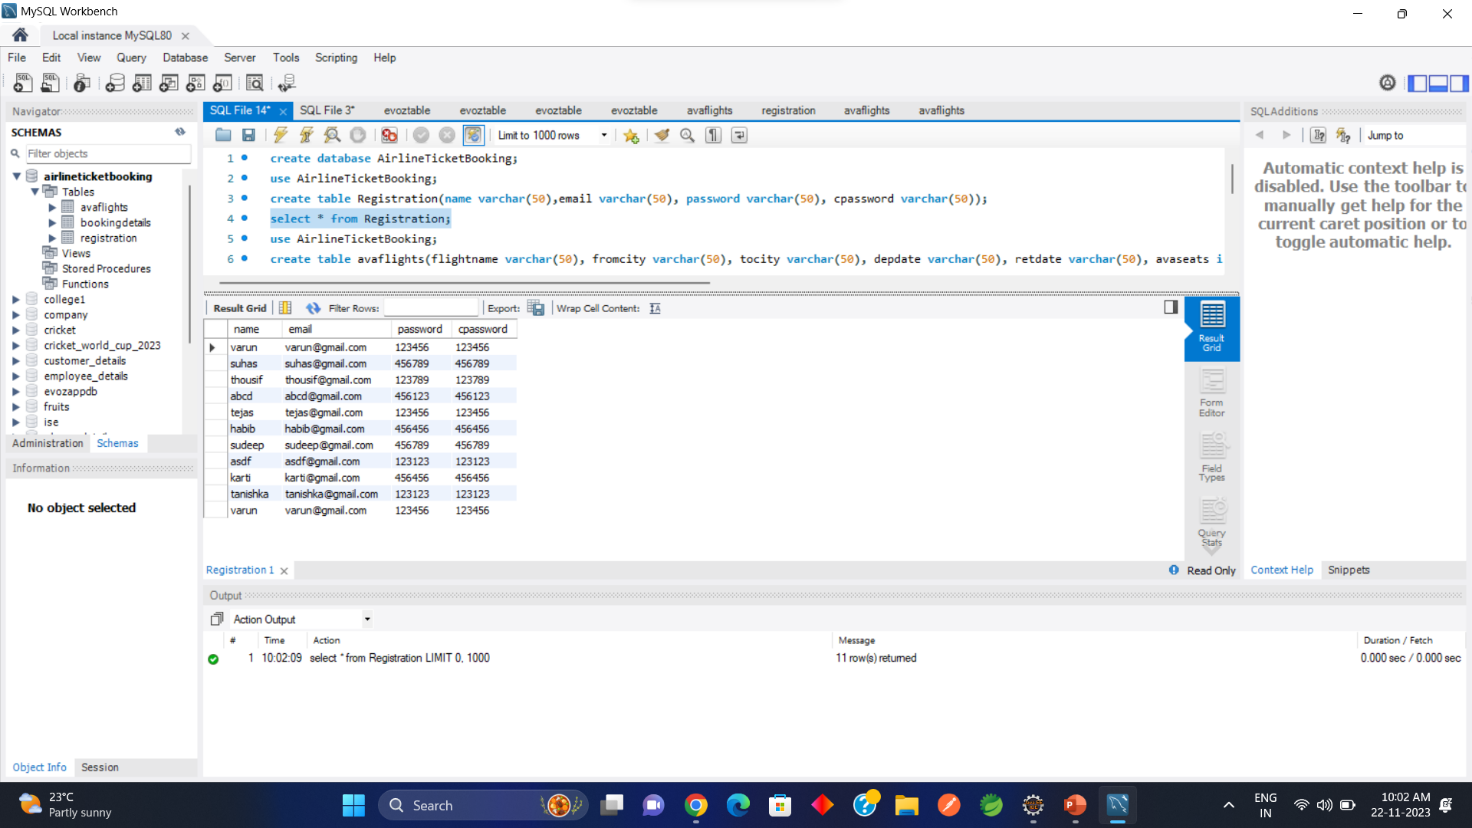 MySQL Workbench
Local instance MySQL80
File Edit View Query Database Server Tools Scripting Help
Navigator
SCHEMAS
Filter objects
airlineticketbooking
Tables
avaflights
bookingdetails
registration
Views
Stored Procedures
Functions
college1
company
cricket
cricket_world_cup_2023
customer_details
employee_details
evozappdb
fruits
ise
Administration Schemas
Information
No object selected
Object Info Session
SQL File 14* SQL File 3* evoztable evoztable evoztable evoztable avaflights registration avaflights avaflights
Limit to 1000 rows
1 create database AirlineTicketBooking;
2 use AirlineTicketBooking;
3 create table Registration(name varchar(50),email varchar(50), password varchar(50), cpassword varchar(50));
4 select * from Registration;
5 use AirlineTicketBooking;
6 create table avaflights(flightname varchar(50), fromcity varchar(50), tocity varchar(50), depdate varchar(50), retdate varchar(50), avaseats i
Result Grid Filter Rows: Export: Wrap Cell Content:
name email password cpassword
varun varun@gmail.com 123456 123456
suhas suhas@gmail.com 456789 456789
thousif thousif@gmail.com 123789 123789
abcd abcd@gmail.com 456123 456123
tejas tejas@gmail.com 123456 123456
habib habib@gmail.com 456456 456456
sudeep sudeep@gmail.com 456789 456789
asdf asdf@gmail.com 123123 123123
karti karti@gmail.com 456456 456456
tanishka tanishka@gmail.com 123123 123123
varun varun@gmail.com 123456 123456
Result
Grid
Form
Editor
Field
Types
Query
Stats
Registration 1
Read Only
SQLAdditions
Jump to
Automatic context help is
disabled. Use the toolbar to
manually get help for the
current caret position or to
toggle automatic help.
Context Help Snippets
Output
Action Output
# Time Action Message Duration / Fetch
1 10:02:09 select * from Registration LIMIT 0, 1000 11 row(s) returned 0.000 sec / 0.000 sec
23°C
Partly sunny
Search
ENG
IN
10:02 AM
22-11-2023